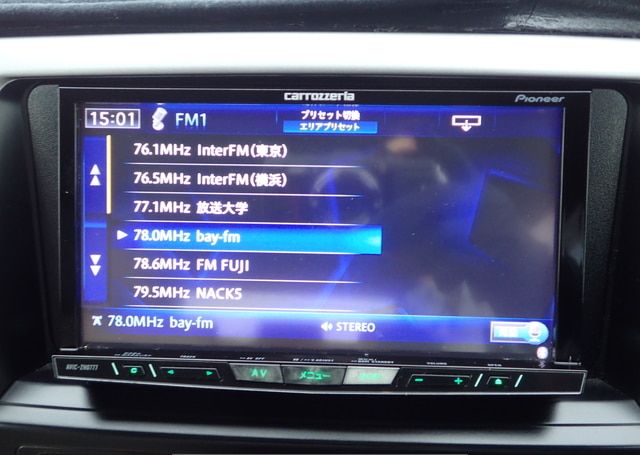 carrozzeria
Pioneer
15:01 FM1
プリセット切換
エリアプリセット
76.1MHz InterFM(東京)
76.5MHz InterFM(横浜)
77.1MHz 放送大学
78.0MHz bay-fm
78.6MHz FM FUJI
79.5MHz NACK5
78.0MHz bay-fm
STEREO
AVIC-ZH0777
AV
メニュー